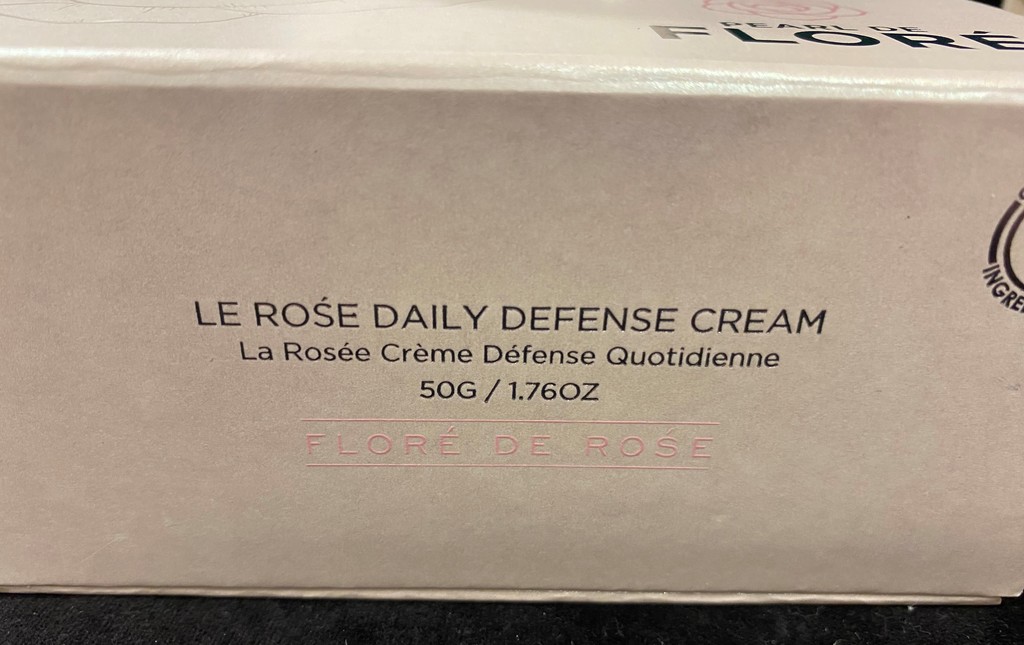 PEARL DE
FLORÉ
LE ROŚE DAILY DEFENSE CREAM
La Rosée Crème Défense Quotidienne
50G / 1.76OZ
FLORÉ DE ROŚE